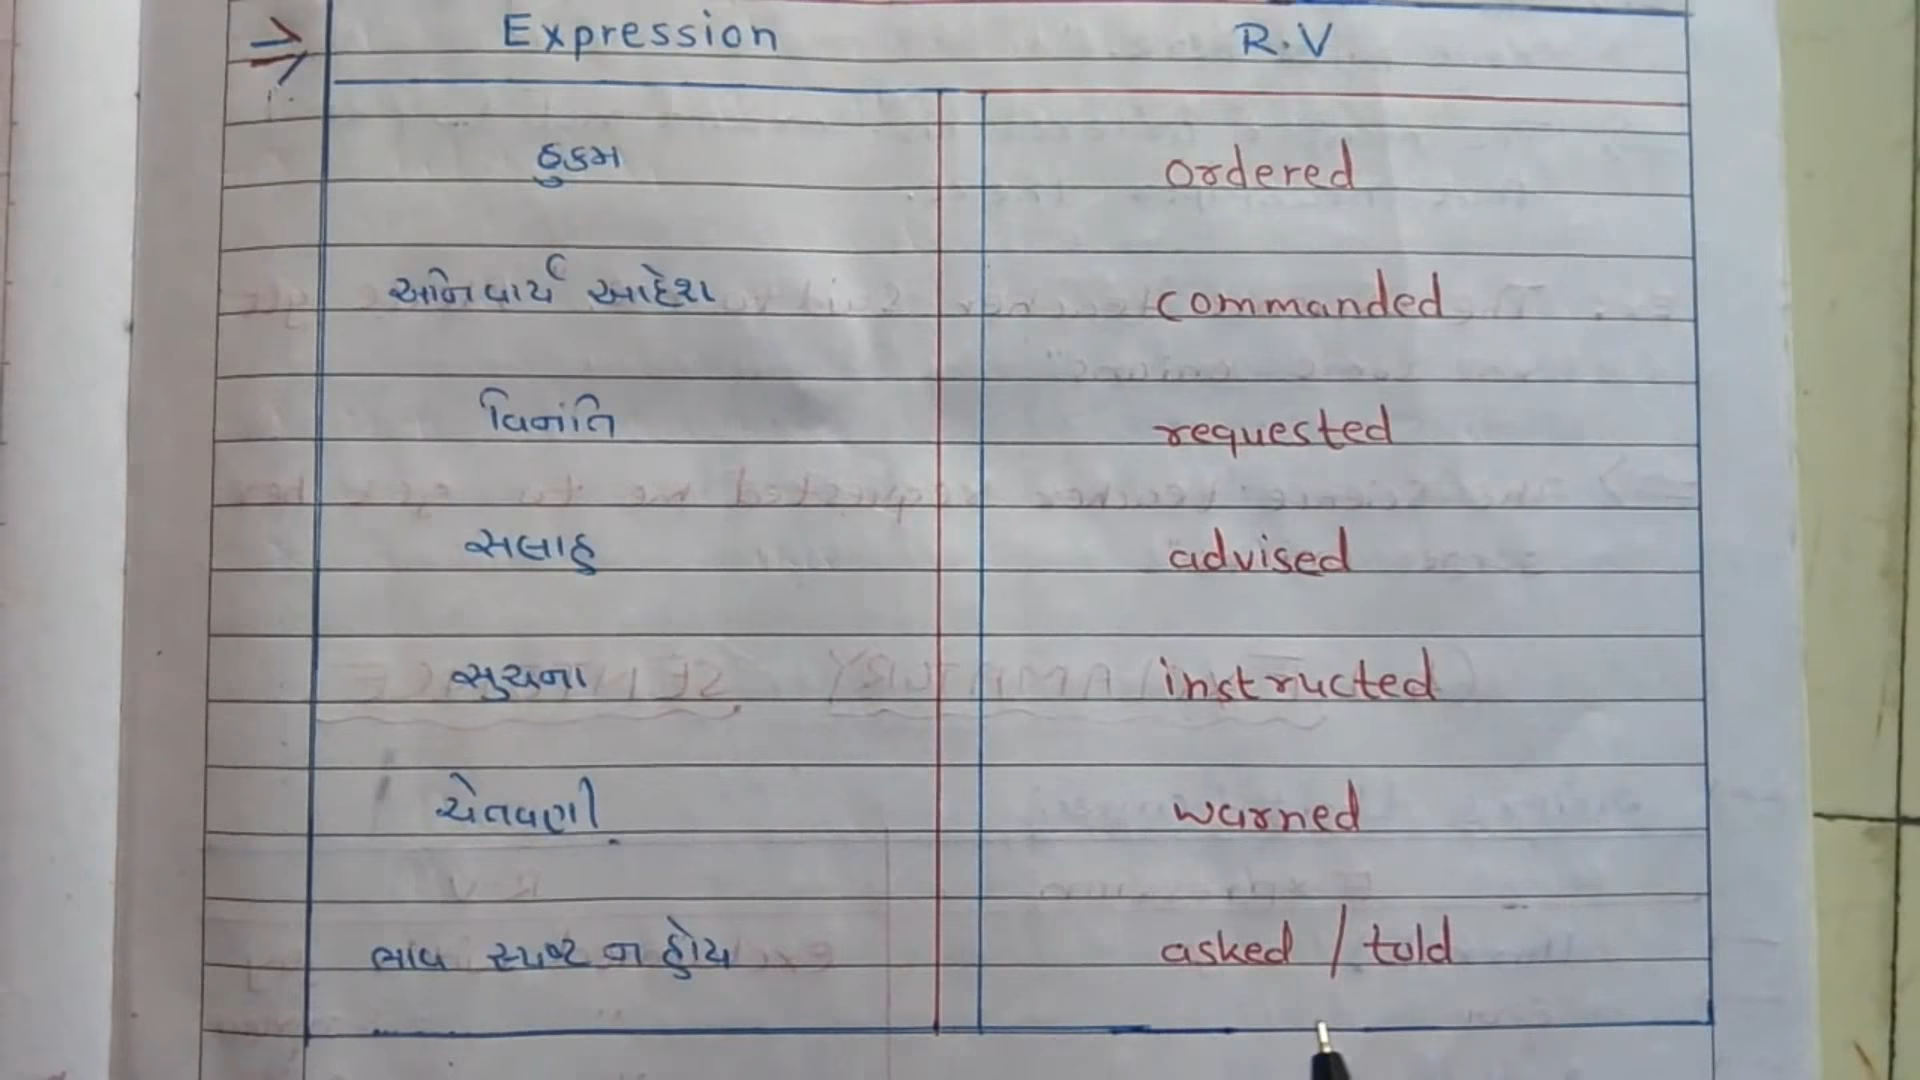 ⇒ Expression R.V
હુકમ ordered
અનિવાર્ય આદેશ commanded
વિનંતિ requested
સલાહ advised
સુચના instructed
ચેતવણી warned
ભાવ સ્પષ્ટ ન હોય asked / told